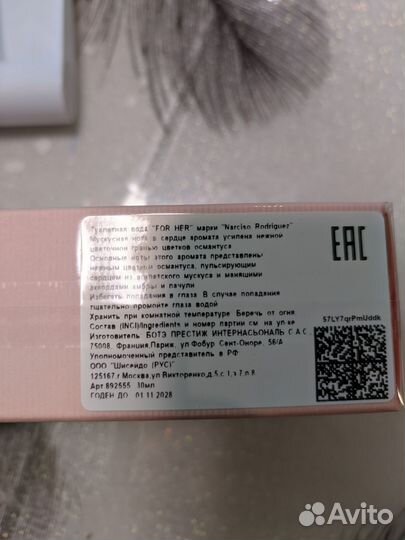 Туалетная вода "FOR HER" марки "Narciso Rodriguez"
Мускусная нота в сердце аромата усилена нежной
цветочной гранью цветков османтуса
Основные ноты этого аромата представлены
нежным цветком османтуса, пульсирующим
сердцем из египетского мускуса и манящими
аккордами амбры и пачули
Избегать попадания в глаза В случае попадания
тщательно промойте глаза водой
Хранить при комнатной температуре Беречь от огня
Состав (INCI)/Ingredients и номер партии см на уп-ке
Изготовитель БОТЭ ПРЕСТИЖ ИНТЕРНАСЬОНАЛЬ С.А.С.
75008, Франция,Париж, ул Фобур Сент-Оноре, 56/А
Уполномоченный представитель в РФ
ООО "Шисейдо (РУС)"
125167 г Москва,ул Викторенко,д.5,с.1,э.7,п.8
Арт 892555 30мл
ГОДЕН ДО 01.11.2028
EAC
57LY7qrPmUddk
Avito